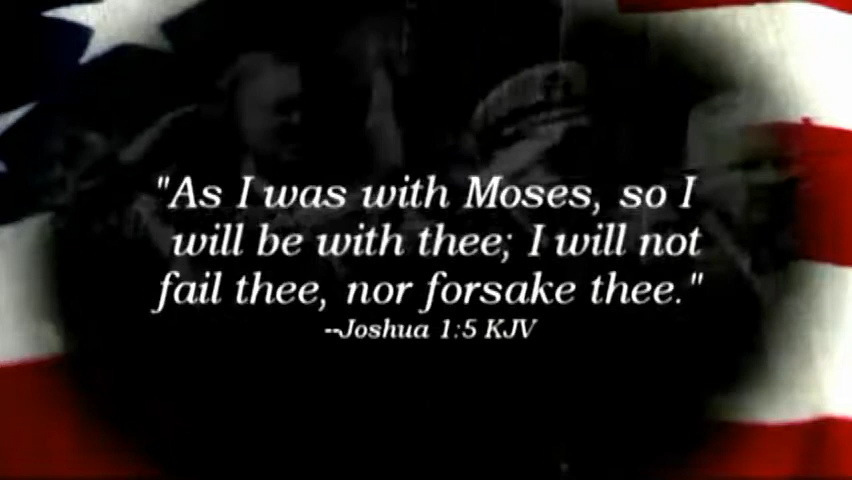 "As I was with Moses, so I
will be with thee; I will not
fail thee, nor forsake thee."
--Joshua 1:5 KJV